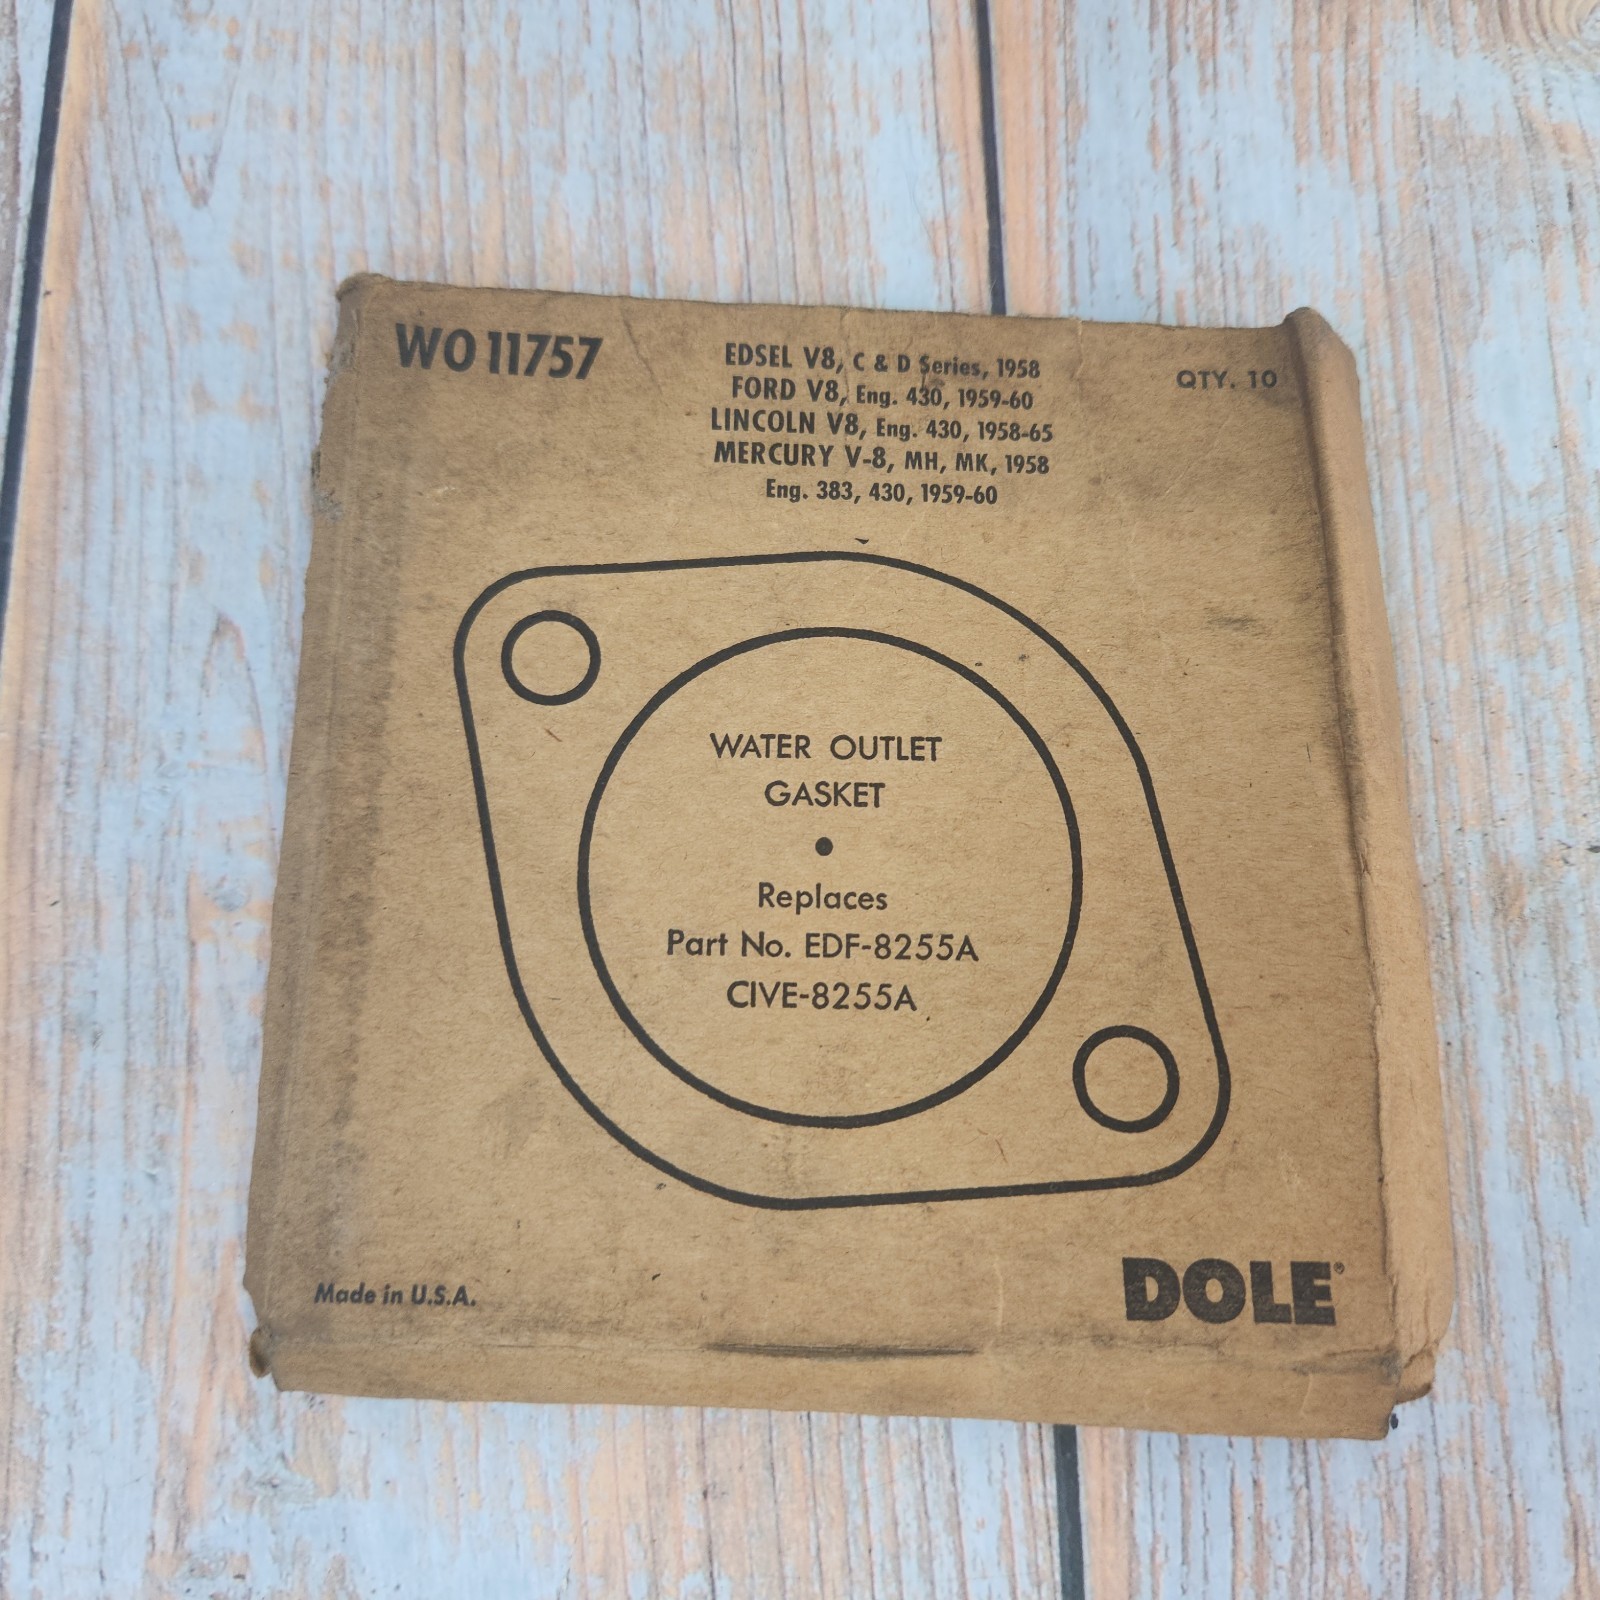 WO 11757
EDSEL V8, C & D Series, 1958
FORD V8, Eng. 430, 1959-60
LINCOLN V8, Eng. 430, 1958-65
MERCURY V-8, MH, MK, 1958
Eng. 383, 430, 1959-60
QTY. 10
WATER OUTLET
GASKET
•
Replaces
Part No. EDF-8255A
CIVE-8255A
Made in U.S.A.
DOLE®